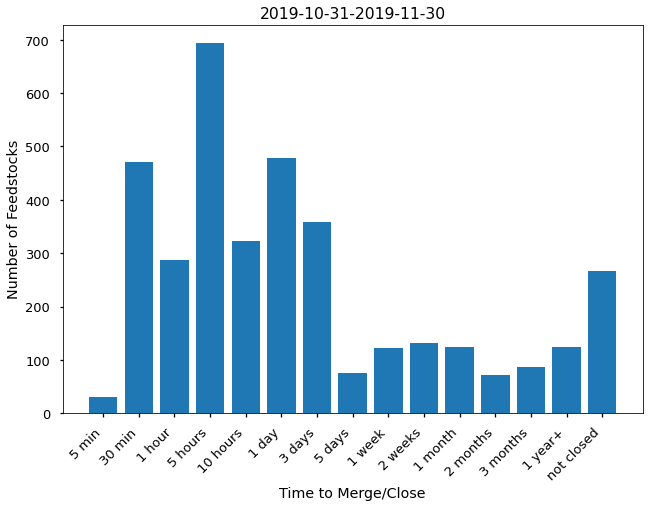 2019-10-31-2019-11-30
Number of Feedstocks
700
600
500
400
300
200
100
0
5 min
30 min
1 hour
5 hours
10 hours
1 day
3 days
5 days
1 week
2 weeks
1 month
2 months
3 months
1 year+
not closed
Time to Merge/Close